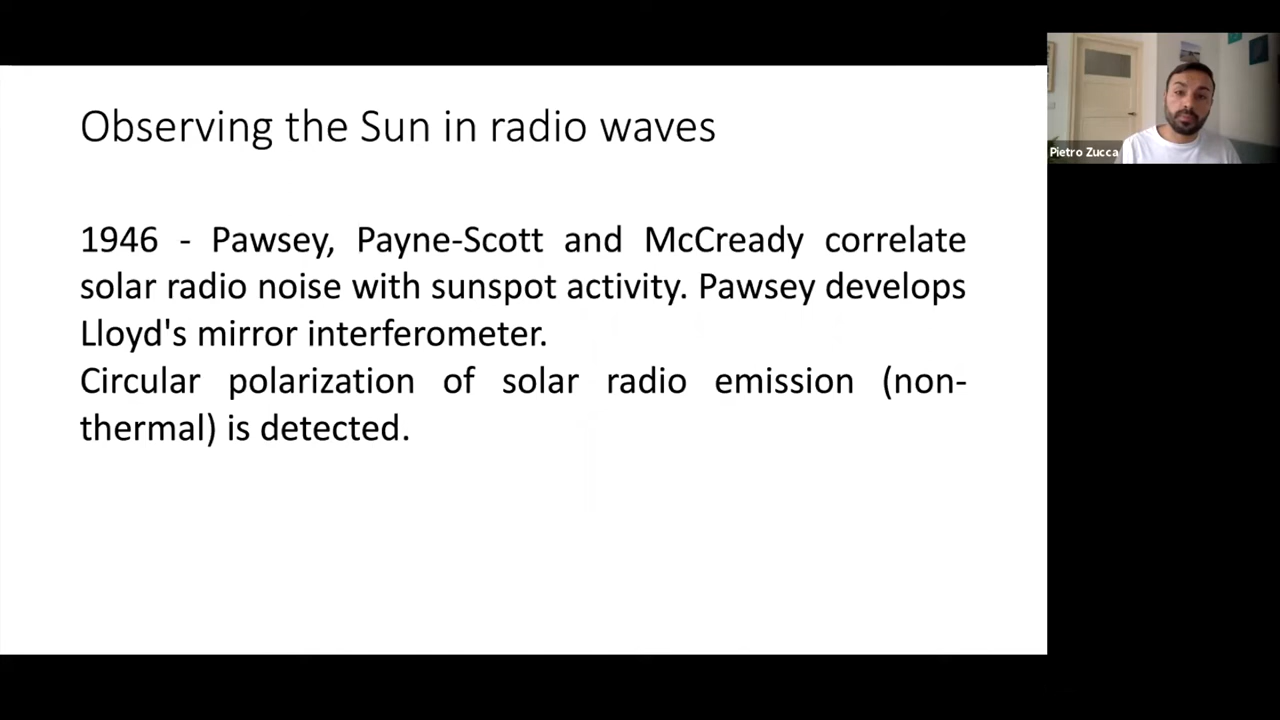 Observing the Sun in radio waves
1946 - Pawsey, Payne-Scott and McCready correlate
solar radio noise with sunspot activity. Pawsey develops
Lloyd's mirror interferometer.
Circular polarization of solar radio emission (non-
thermal) is detected.
Pietro Zucca